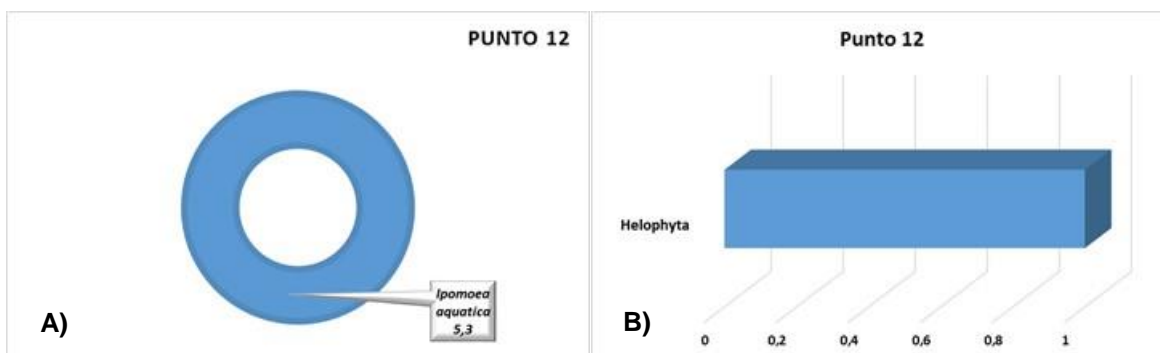 PUNTO 12
Ipomoea
aquatica
5,3
A)
Punto 12
Helophyta
B)
0 0,2 0,4 0,6 0,8 1